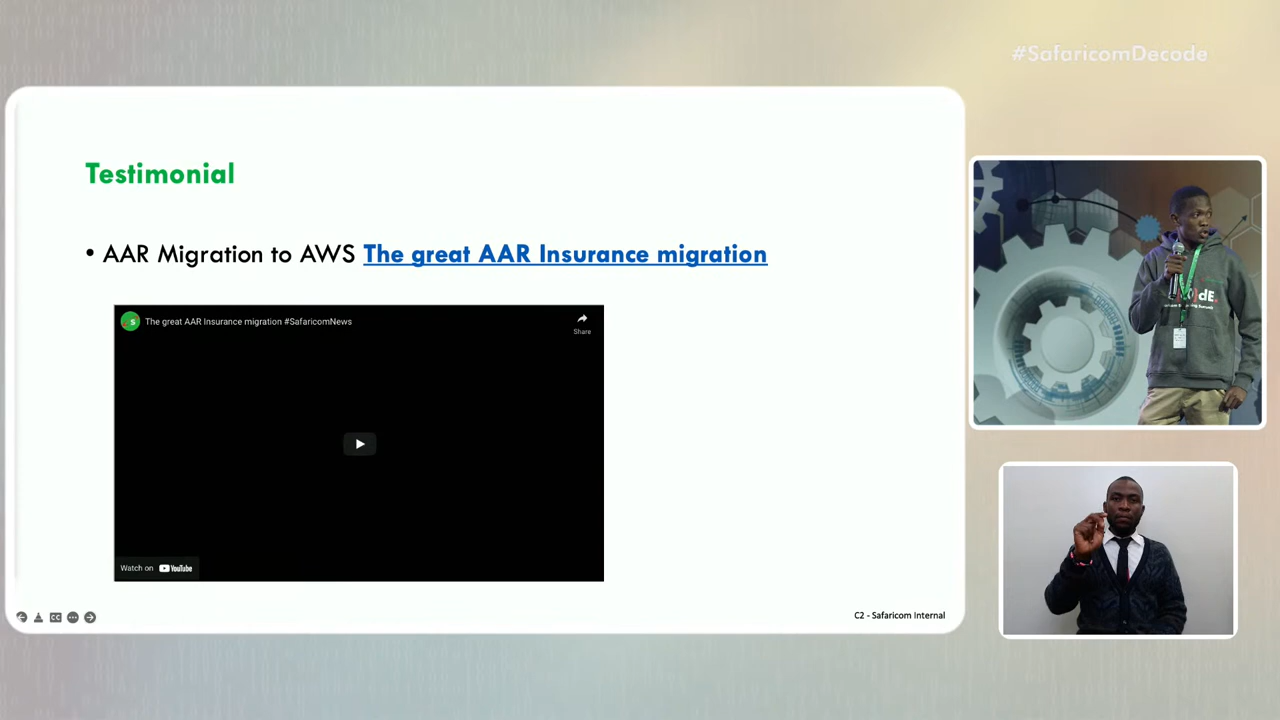 #SafaricomDecode
Testimonial
• AAR Migration to AWS The great AAR Insurance migration
The great AAR Insurance migration #SafaricomNews
Share
Watch on YouTube
CC
C2 - Safaricom Internal